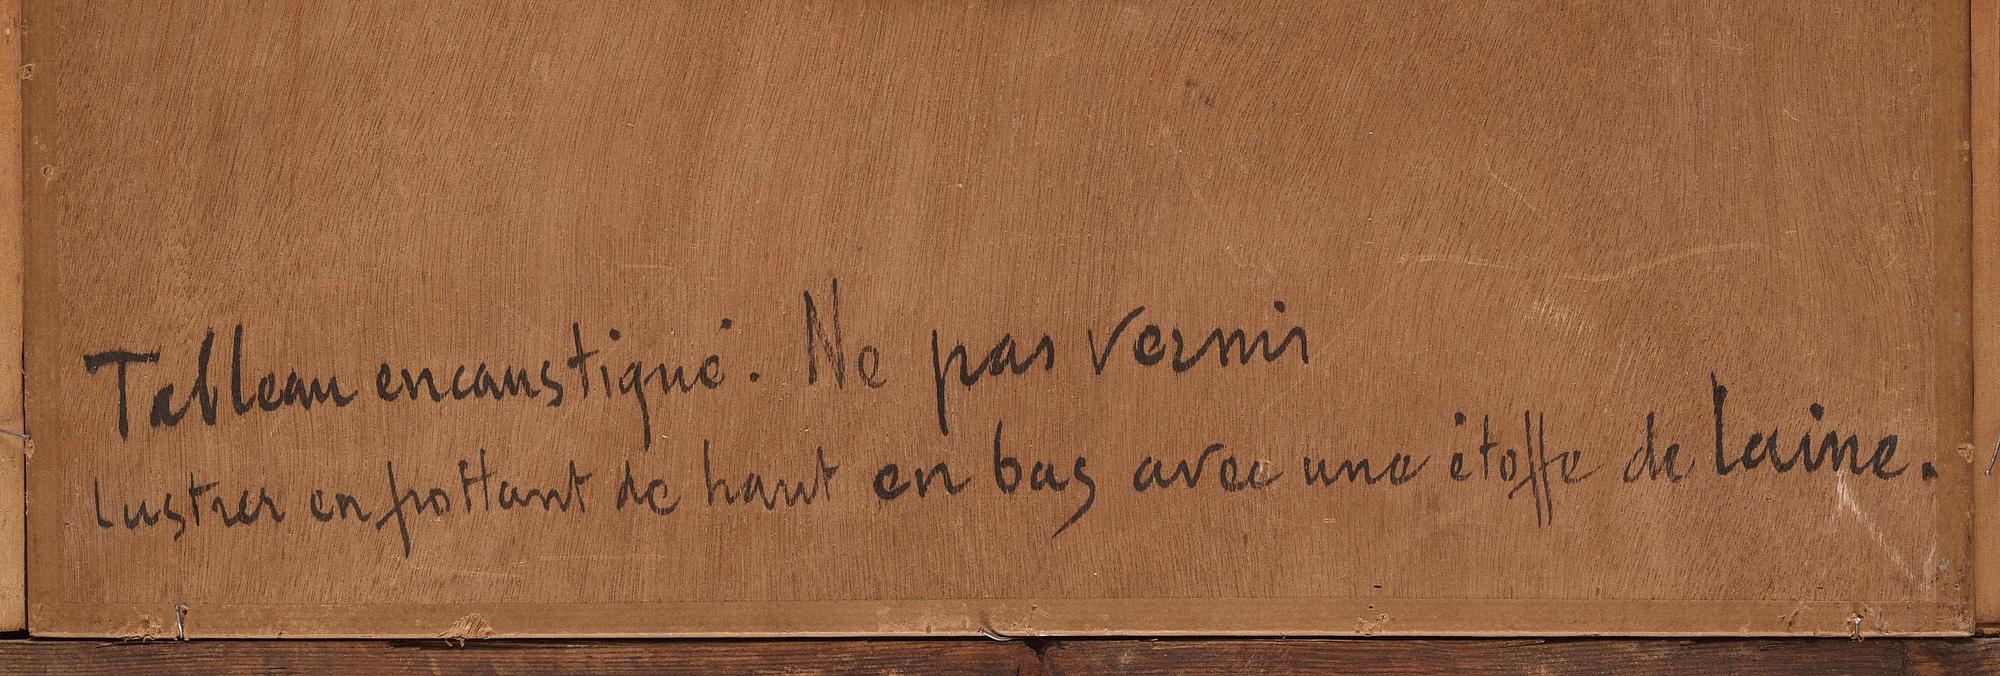 Tableau encaustiqué. Ne pas vernir
lustrer en frottant de haut en bas avec une étoffe de laine.